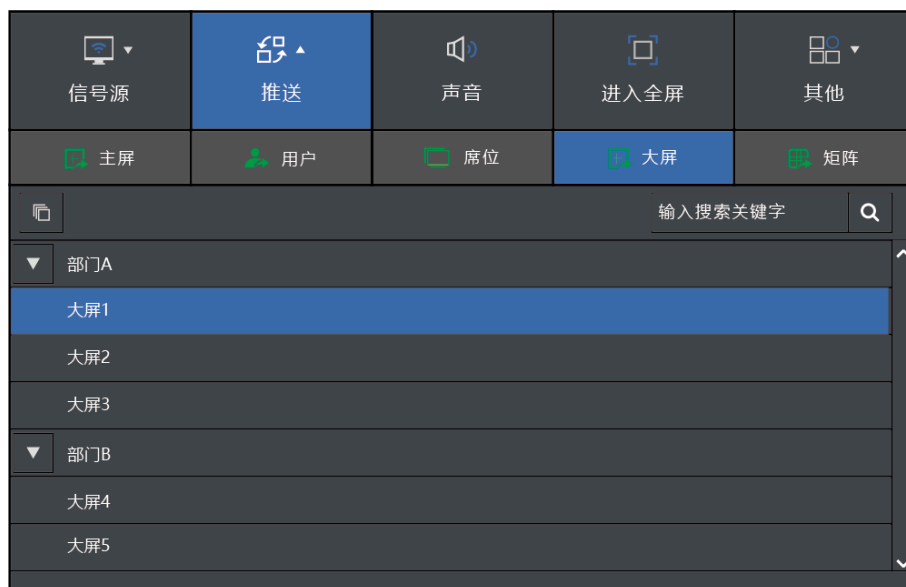 信号源 推送 声音 进入全屏 其他
主屏 用户 席位 大屏 矩阵
输入搜索关键字
部门A
大屏1
大屏2
大屏3
部门B
大屏4
大屏5